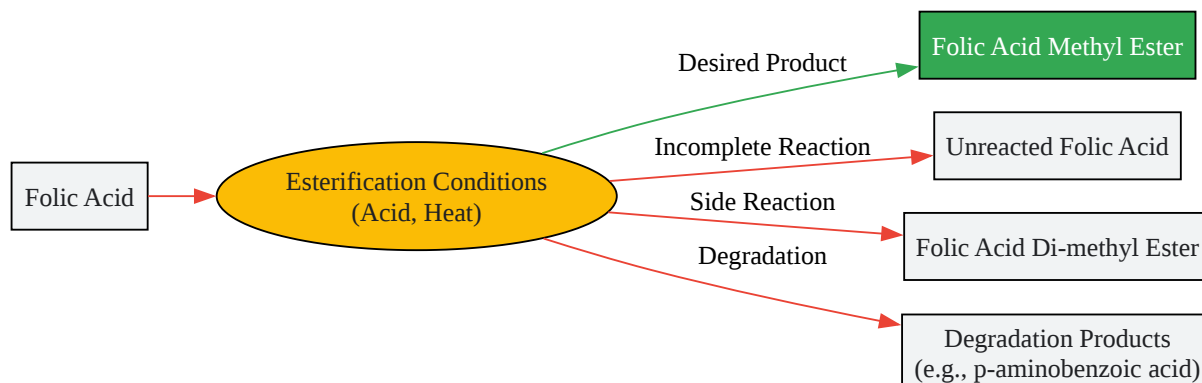 Folic Acid
Esterification Conditions
(Acid, Heat)
Desired Product
Folic Acid Methyl Ester
Incomplete Reaction
Unreacted Folic Acid
Side Reaction
Folic Acid Di-methyl Ester
Degradation
Degradation Products
(e.g., p-aminobenzoic acid)